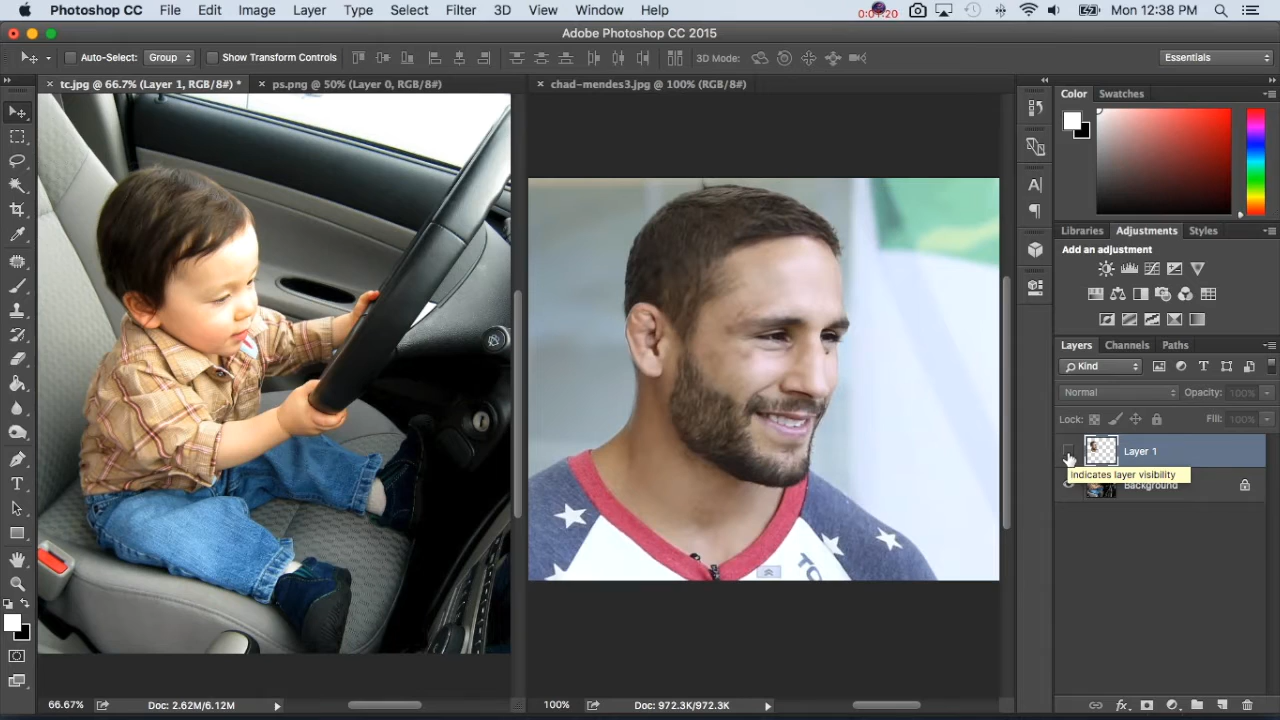 Photoshop CC File Edit Image Layer Type Select Filter 3D View Window Help 0:01:20 Mon 12:38 PM
Adobe Photoshop CC 2015
Auto-Select: Group Show Transform Controls 3D Mode: Essentials
tc.jpg @ 66.7% (Layer 1, RGB/8#) * ps.png @ 50% (Layer 0, RGB/8#) chad-mendes3.jpg @ 100% (RGB/8#)
Color Swatches
Libraries Adjustments Styles
Add an adjustment
Layers Channels Paths
Kind
Normal Opacity: 100%
Lock: Fill: 100%
Layer 1
Indicates layer visibility
Background
66.67% Doc: 2.62M/6.12M 100% Doc: 972.3K/972.3K